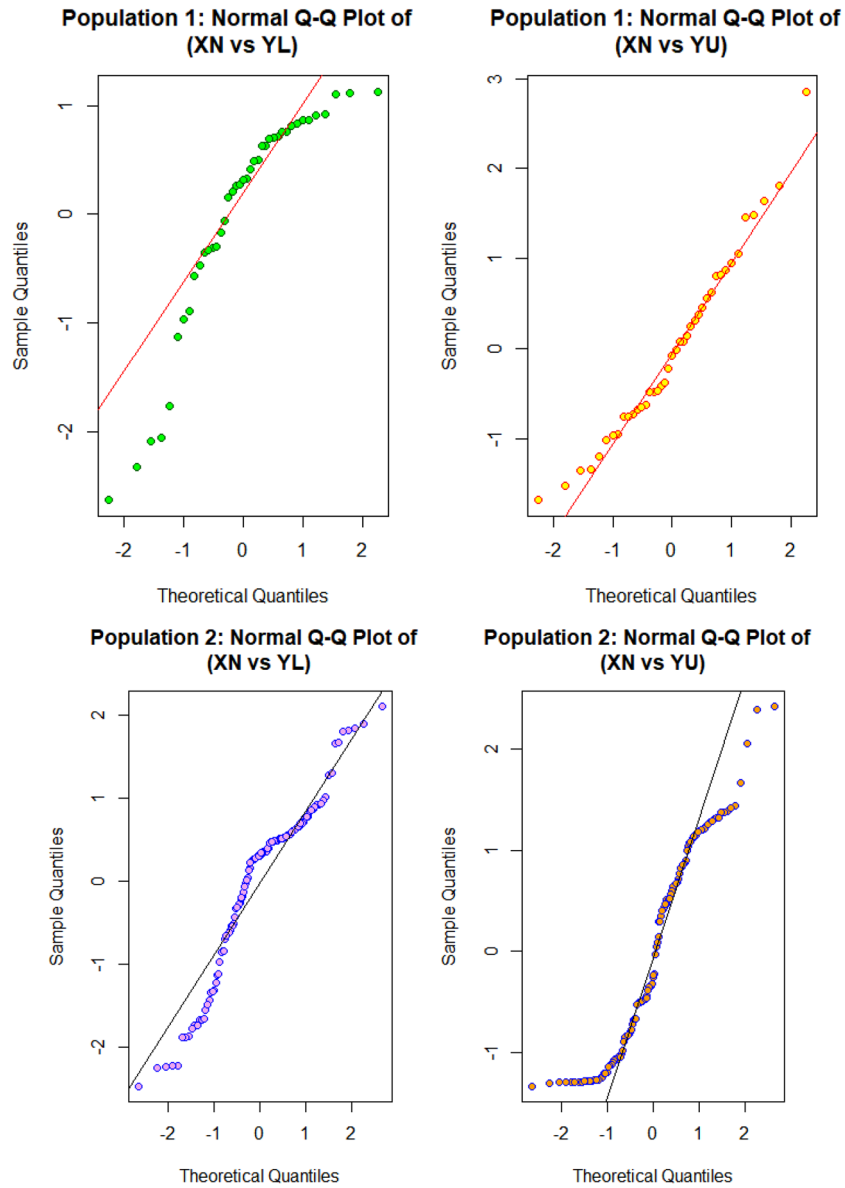 Population 1: Normal Q-Q Plot of
(XN vs YL)
Sample Quantiles
1
0
-1
-2
-2
-1
0
1
2
Theoretical Quantiles
Population 1: Normal Q-Q Plot of
(XN vs YU)
Sample Quantiles
3
2
1
0
-1
-2
-1
0
1
2
Theoretical Quantiles
Population 2: Normal Q-Q Plot of
(XN vs YL)
Sample Quantiles
2
1
0
-1
-2
-2
-1
0
1
2
Theoretical Quantiles
Population 2: Normal Q-Q Plot of
(XN vs YU)
Sample Quantiles
2
1
0
-1
-2
-1
0
1
2
Theoretical Quantiles